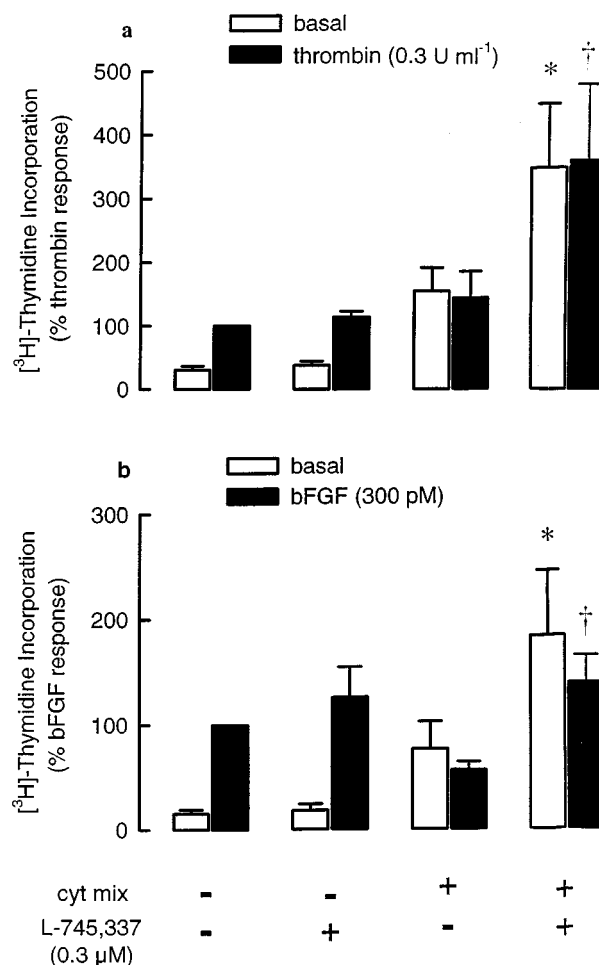 a
basal
thrombin (0.3 U ml⁻¹)
[³H]-Thymidine Incorporation
(% thrombin response)
500
400
300
200
100
0
*
†
b
basal
bFGF (300 pM)
[³H]-Thymidine Incorporation
(% bFGF response)
300
200
100
0
*
†
cyt mix - - + +
L-745,337 - + - +
(0.3 µM)